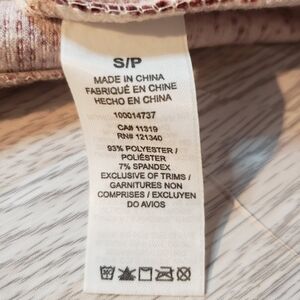 S/P
MADE IN CHINA
FABRIQUÉ EN CHINE
HECHO EN CHINA
100014737
CA# 11319
RN# 121340
93% POLYESTER /
POLIÉSTER
7% SPANDEX
EXCLUSIVE OF TRIMS /
GARNITURES NON
COMPRISES / EXCLUYEN
DO AVIOS